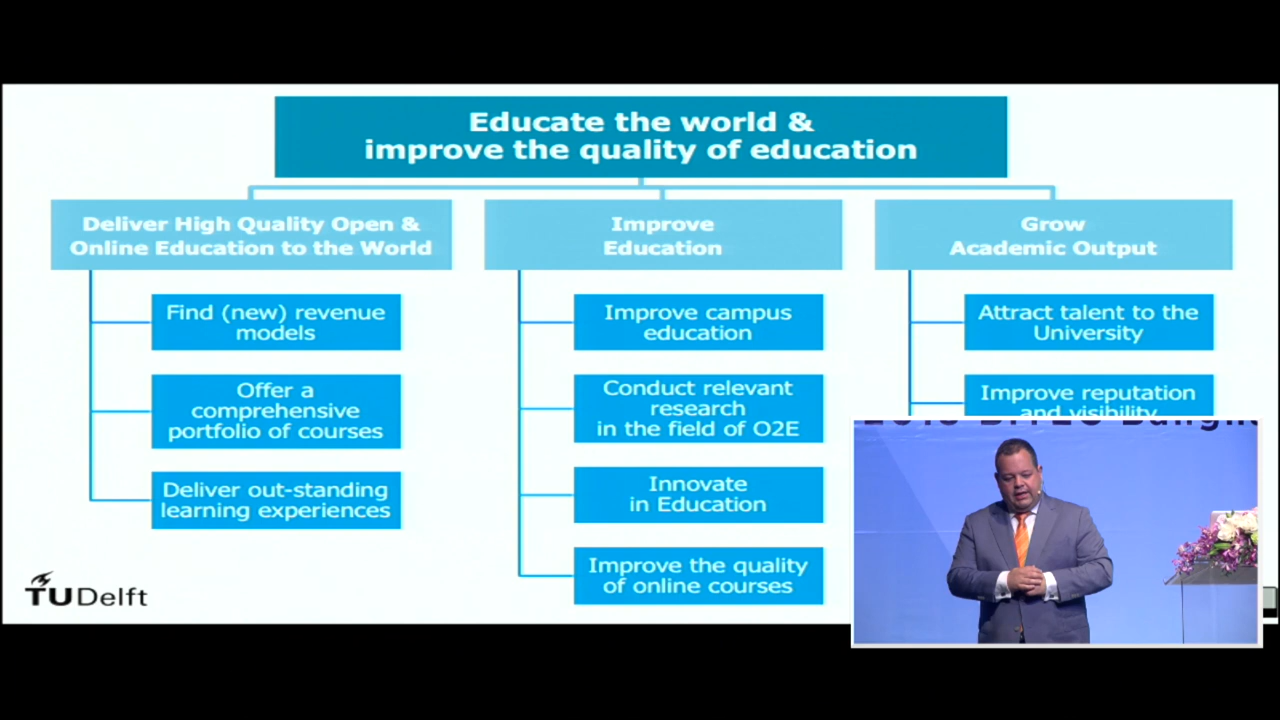 Educate the world &
improve the quality of education
Deliver High Quality Open &
Online Education to the World
Find (new) revenue
models
Offer a
comprehensive
portfolio of courses
Deliver out-standing
learning experiences
Improve
Education
Improve campus
education
Conduct relevant
research
in the field of O2E
Innovate
in Education
Improve the quality
of online courses
Grow
Academic Output
Attract talent to the
University
Improve reputation
and visibility
TUDelft